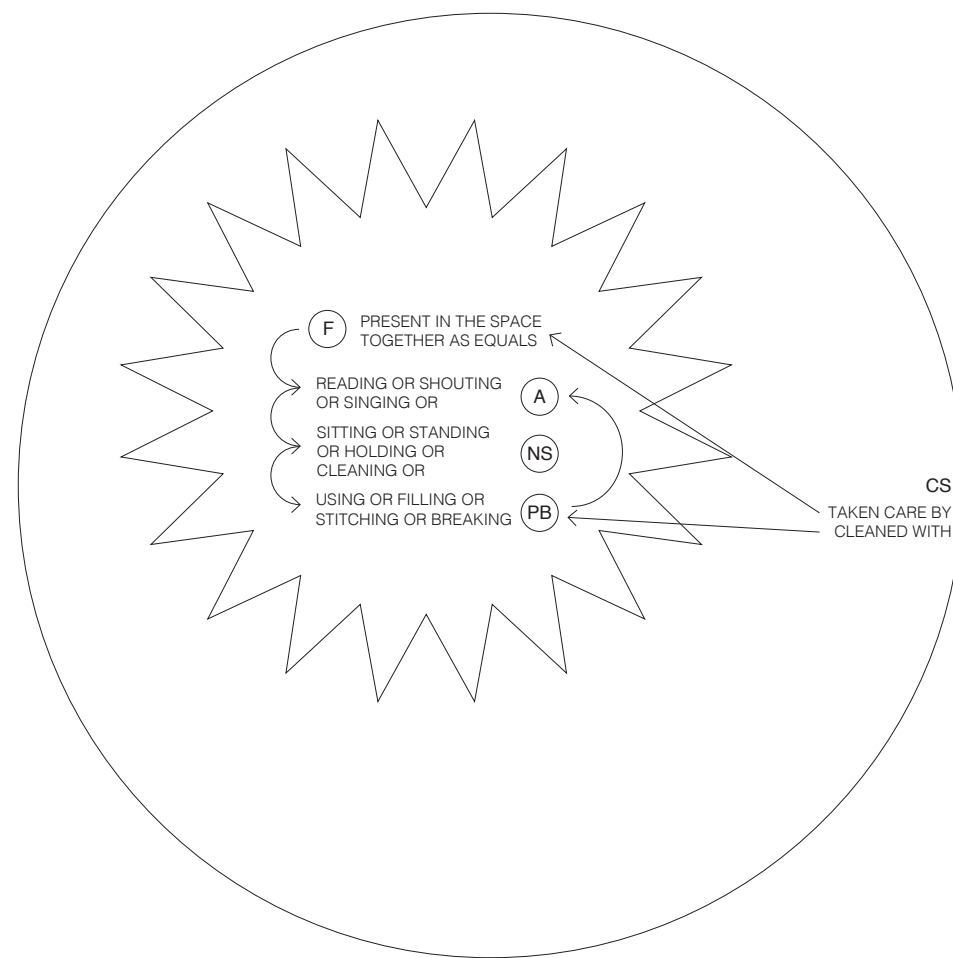 F PRESENT IN THE SPACE
TOGETHER AS EQUALS
READING OR SHOUTING
OR SINGING OR
A
SITTING OR STANDING
OR HOLDING OR
CLEANING OR
NS
USING OR FILLING OR
STITCHING OR BREAKING
PB
CS
TAKEN CARE BY
CLEANED WITH